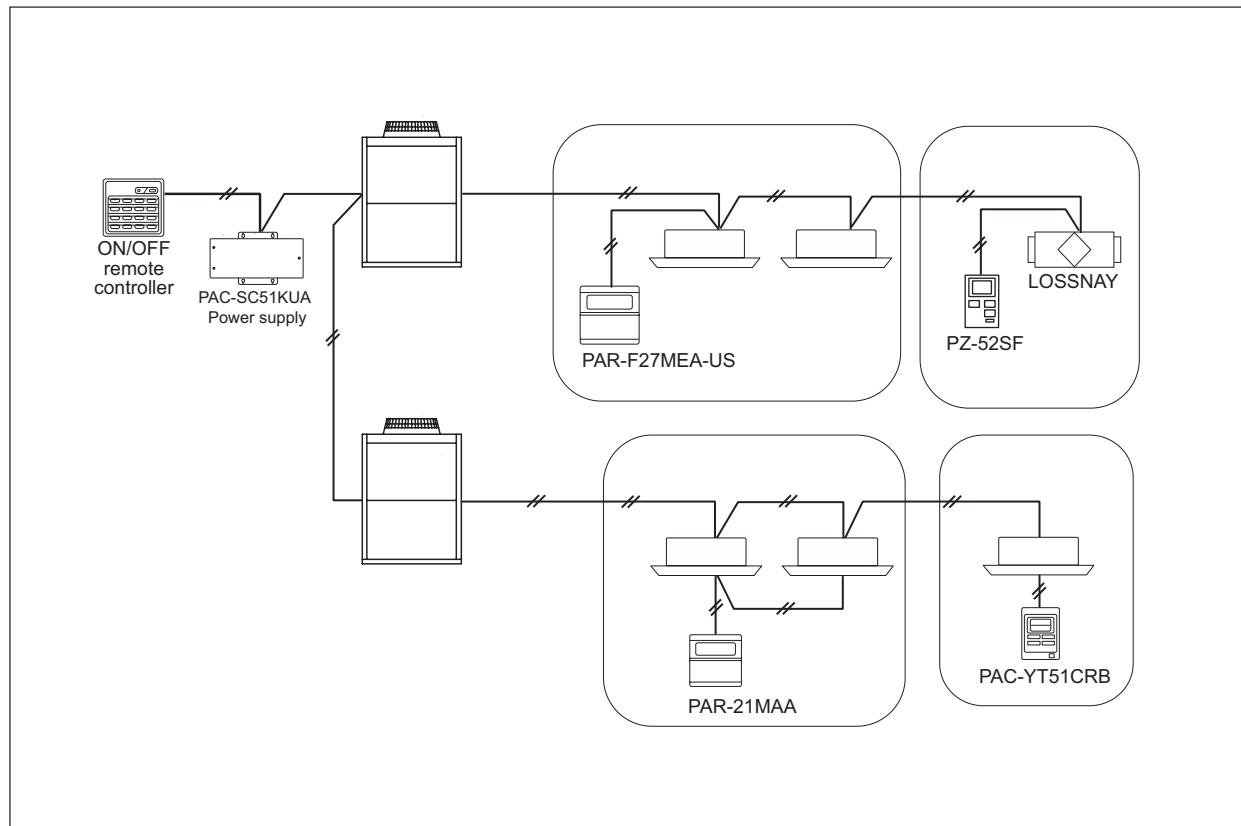 ON/OFF
remote
controller
PAC-SC51KUA
Power supply
PAR-F27MEA-US
LOSSNAY
PZ-52SF
PAR-21MAA
PAC-YT51CRB